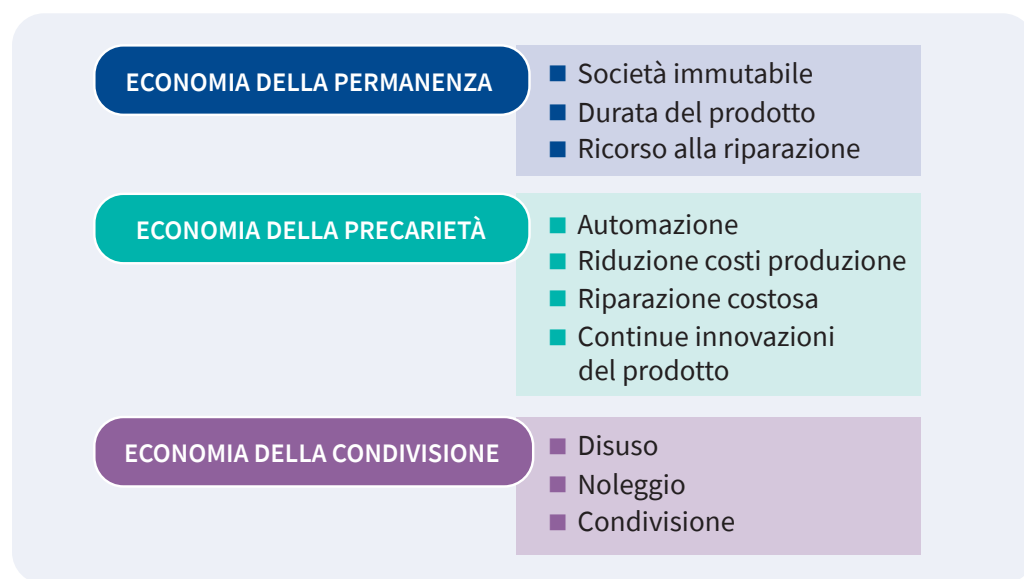 ECONOMIA DELLA PERMANENZA
■ Società immutabile
■ Durata del prodotto
■ Ricorso alla riparazione
ECONOMIA DELLA PRECARIETÀ
■ Automazione
■ Riduzione costi produzione
■ Riparazione costosa
■ Continue innovazioni
del prodotto
ECONOMIA DELLA CONDIVISIONE
■ Disuso
■ Noleggio
■ Condivisione